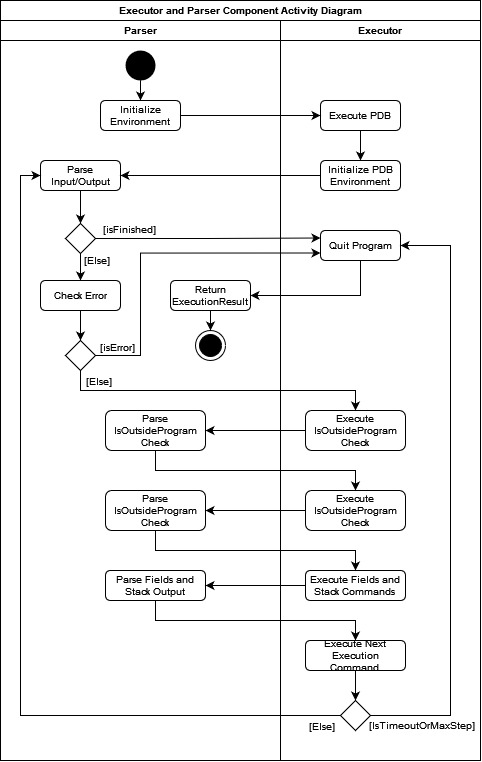 Executor and Parser Component Activity Diagram
Parser
Executor
Initialize
Environment
Execute PDB
Parse
Input/Output
Initialize PDB
Environment
[isFinished]
Quit Program
[Else]
Check Error
Return
ExecutionResult
[isError]
[Else]
Parse
IsOutsideProgram
Check
Execute
IsOutsideProgram
Check
Parse
IsOutsideProgram
Check
Execute
IsOutsideProgram
Check
Parse Fields and
Stack Output
Execute Fields and
Stack Commands
Execute Next
Execution
Command
[Else]
[IsTimeoutOrMaxStep]